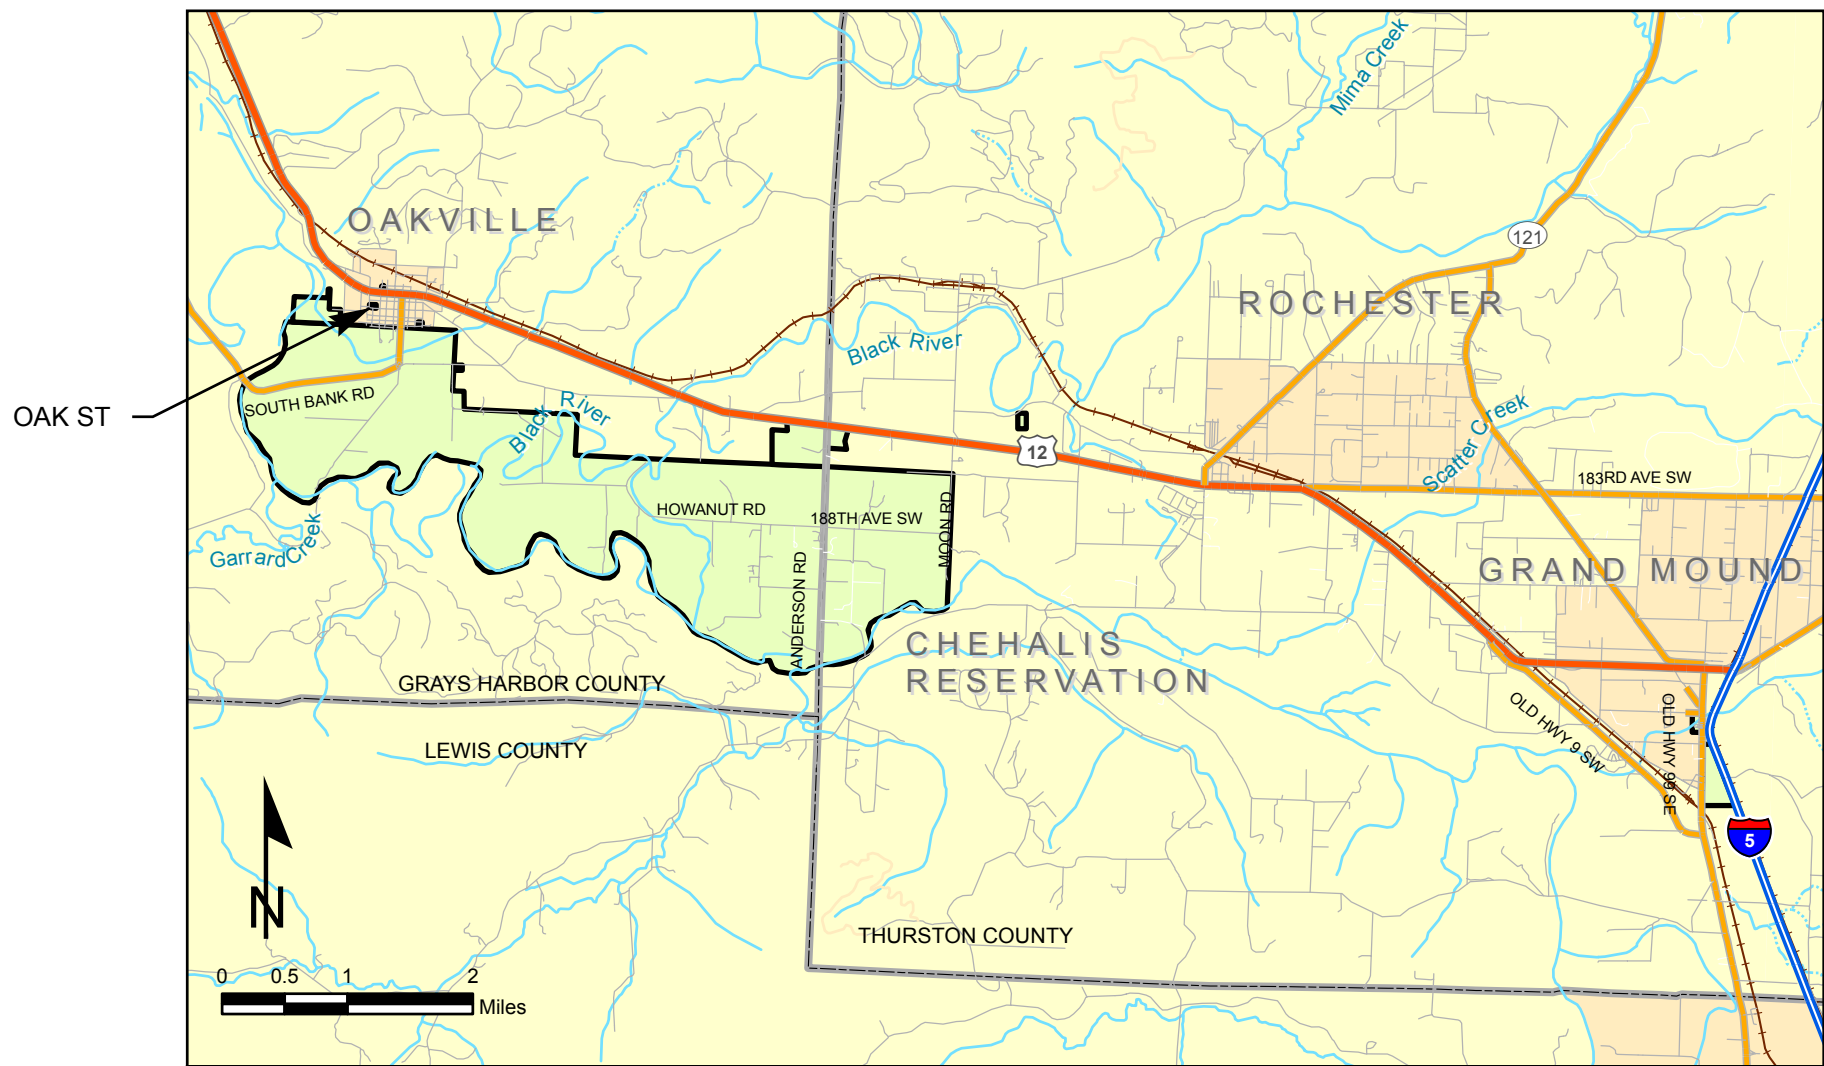 Mima Creek
OAKVILLE
121
ROCHESTER
Black River
OAK ST
SOUTH BANK RD
Black River
12
Scatter Creek
183RD AVE SW
HOWANUT RD
188TH AVE SW
MOON RD
Garrard Creek
ANDERSON RD
GRAND MOUND
CHEHALIS
RESERVATION
GRAYS HARBOR COUNTY
LEWIS COUNTY
OLD HWY 9 SW
OLD HWY 99 SE
5
N
THURSTON COUNTY
0 0.5 1 2
Miles